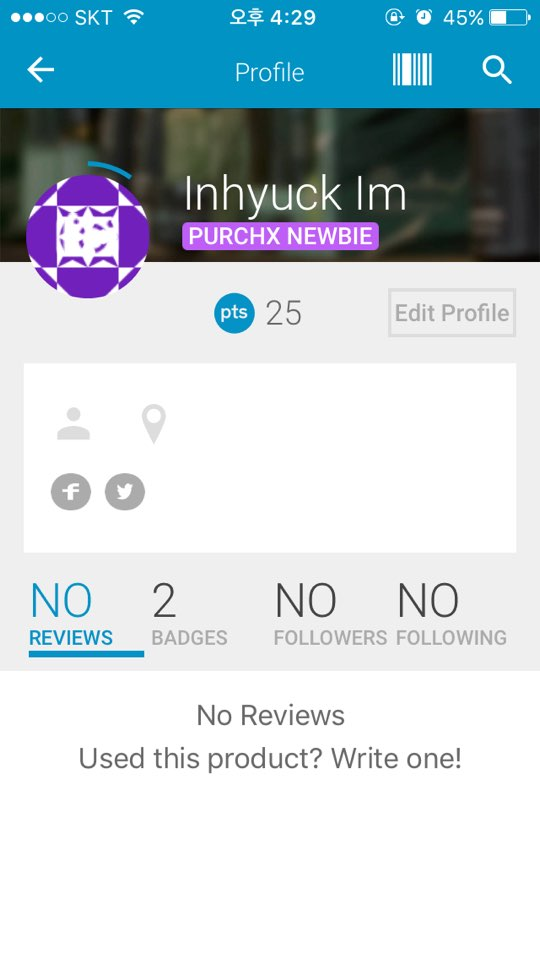 SKT 오후 4:29 45%
Profile
Inhyuck Im
PURCHX NEWBIE
pts 25 Edit Profile
NO 2 NO NO
REVIEWS BADGES FOLLOWERS FOLLOWING
No Reviews
Used this product? Write one!